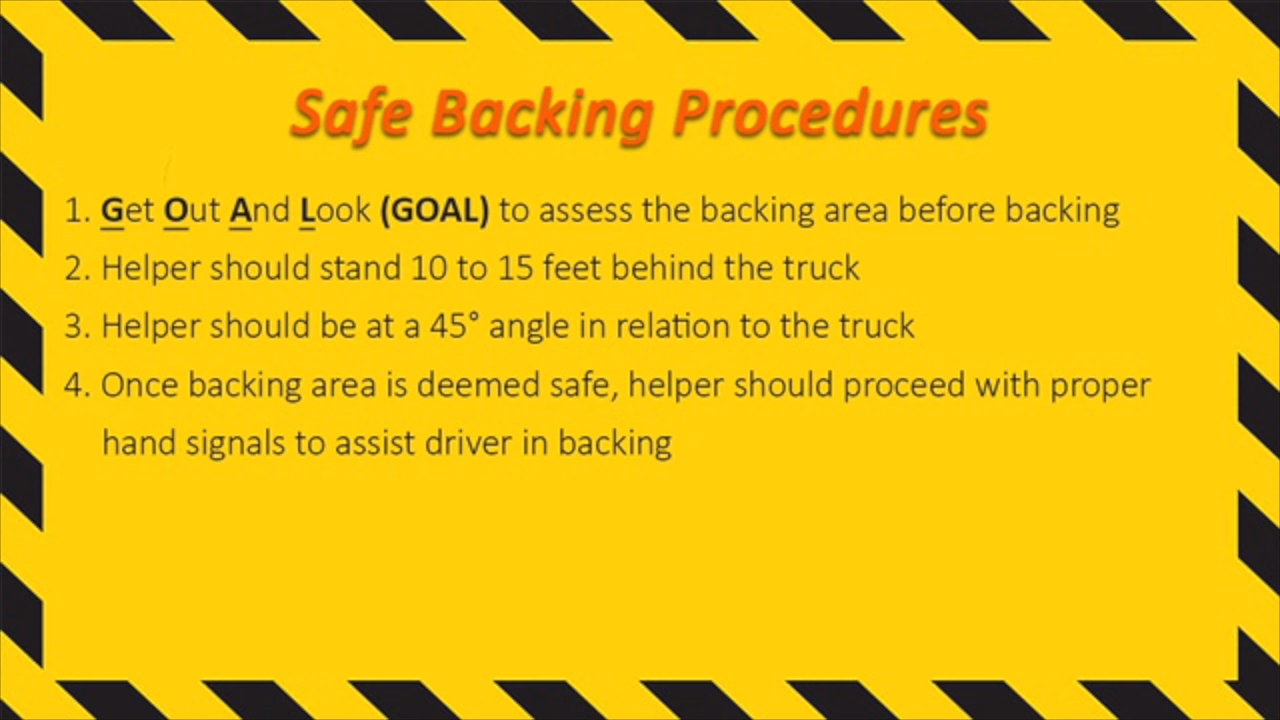 Safe Backing Procedures
1. Get Out And Look (GOAL) to assess the backing area before backing
2. Helper should stand 10 to 15 feet behind the truck
3. Helper should be at a 45° angle in relation to the truck
4. Once backing area is deemed safe, helper should proceed with proper
hand signals to assist driver in backing